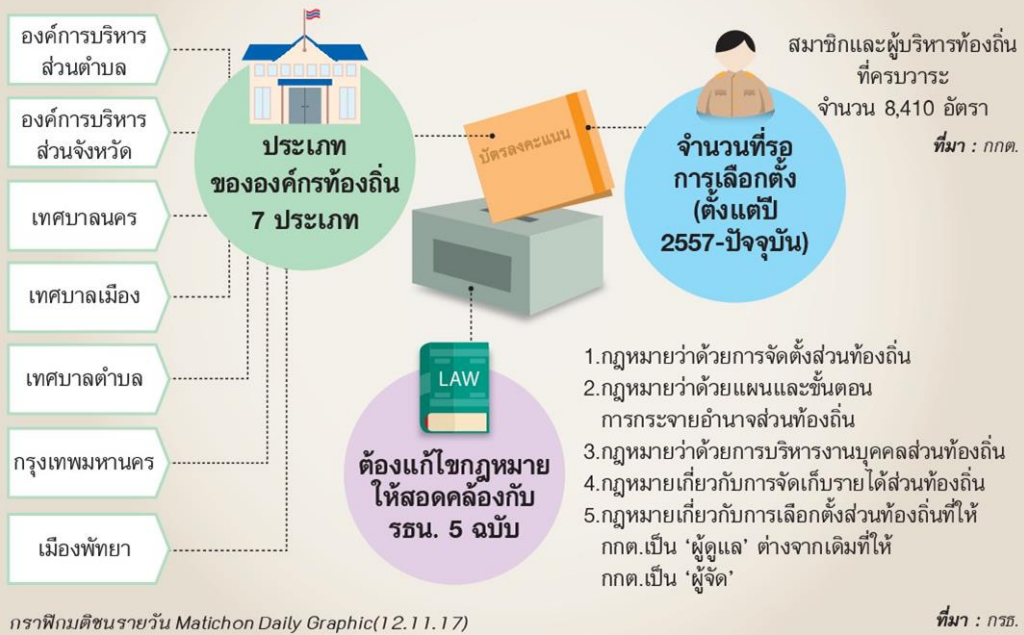 องค์การบริหาร
ส่วนตำบล
องค์การบริหาร
ส่วนจังหวัด
เทศบาลนคร
เทศบาลเมือง
เทศบาลตำบล
กรุงเทพมหานคร
เมืองพัทยา
ประเภท
ขององค์กรท้องถิ่น
7 ประเภท
บัตรลงคะแนน
จำนวนที่รอ
การเลือกตั้ง
(ตั้งแต่ปี
2557-ปัจจุบัน)
สมาชิกและผู้บริหารท้องถิ่น
ที่ครบวาระ
จำนวน 8,410 อัตรา
ที่มา : กกต.
LAW
ต้องแก้ไขกฎหมาย
ให้สอดคล้องกับ
รธน. 5 ฉบับ
1.กฎหมายว่าด้วยการจัดตั้งส่วนท้องถิ่น
2.กฎหมายว่าด้วยแผนและขั้นตอน
การกระจายอำนาจส่วนท้องถิ่น
3.กฎหมายว่าด้วยการบริหารงานบุคคลส่วนท้องถิ่น
4.กฎหมายเกี่ยวกับการจัดเก็บรายได้ส่วนท้องถิ่น
5.กฎหมายเกี่ยวกับการเลือกตั้งส่วนท้องถิ่นที่ให้
กกต.เป็น ‘ผู้ดูแล’ ต่างจากเดิมที่ให้
กกต.เป็น ‘ผู้จัด’
กราฟิกมติชนรายวัน Matichon Daily Graphic(12.11.17)
ที่มา : กรธ.